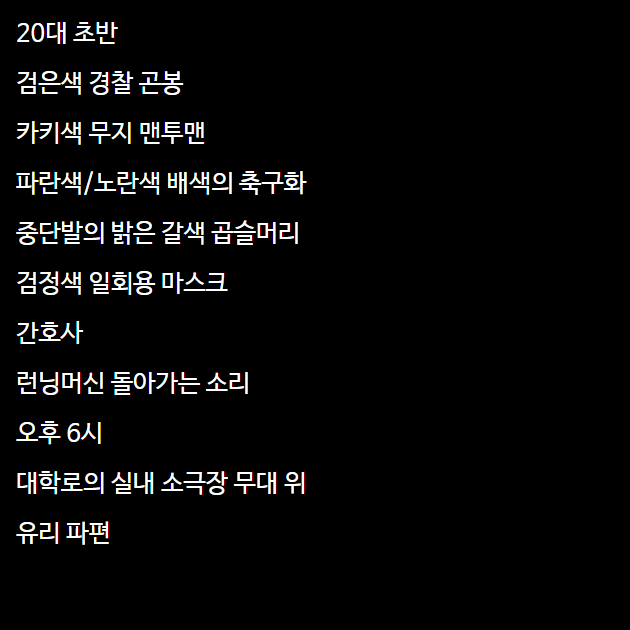 20대 초반
검은색 경찰 곤봉
카키색 무지 맨투맨
파란색/노란색 배색의 축구화
중단발의 밝은 갈색 곱슬머리
검정색 일회용 마스크
간호사
런닝머신 돌아가는 소리
오후 6시
대학로의 실내 소극장 무대 위
유리 파편